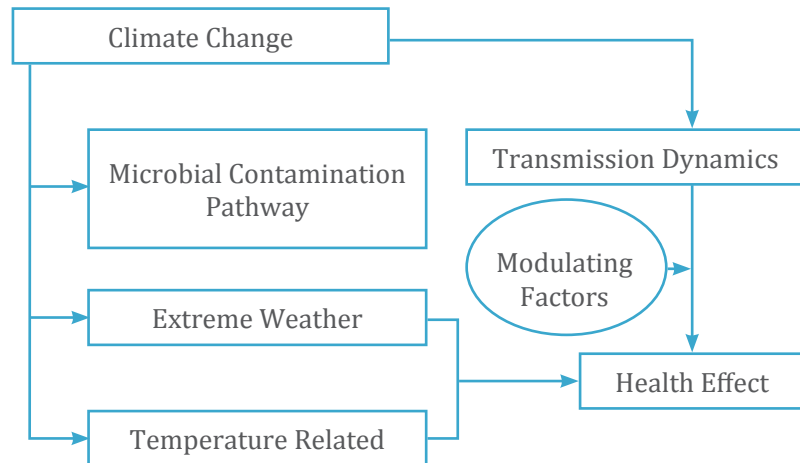 Climate Change
Microbial Contamination
Pathway
Transmission Dynamics
Modulating
Factors
Extreme Weather
Health Effect
Temperature Related